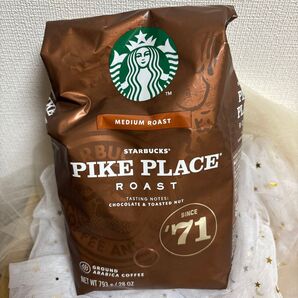 TM
MEDIUM ROAST
STARBUCKS®
PIKE PLACE®
ROAST
TASTING NOTES:
CHOCOLATE & TOASTED NUT
SINCE
'71
GROUND
ARABICA COFFEE
NET WT 793 g / 28 OZ